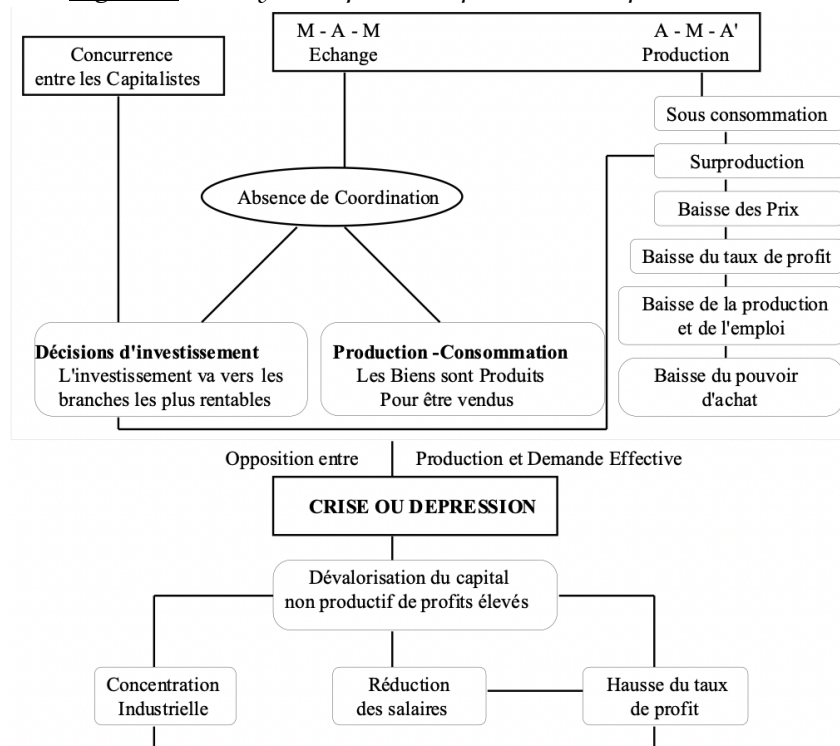 Concurrence
entre les Capitalistes
M - A - M
Echange
A - M - A'
Production
Sous consommation
Surproduction
Baisse des Prix
Baisse du taux de profit
Baisse de la production
et de l'emploi
Baisse du pouvoir
d'achat
Absence de Coordination
Décisions d'investissement
L'investissement va vers les
branches les plus rentables
Production -Consommation
Les Biens sont Produits
Pour être vendus
Opposition entre
Production et Demande Effective
CRISE OU DEPRESSION
Dévalorisation du capital
non productif de profits élevés
Concentration
Industrielle
Réduction
des salaires
Hausse du taux
de profit